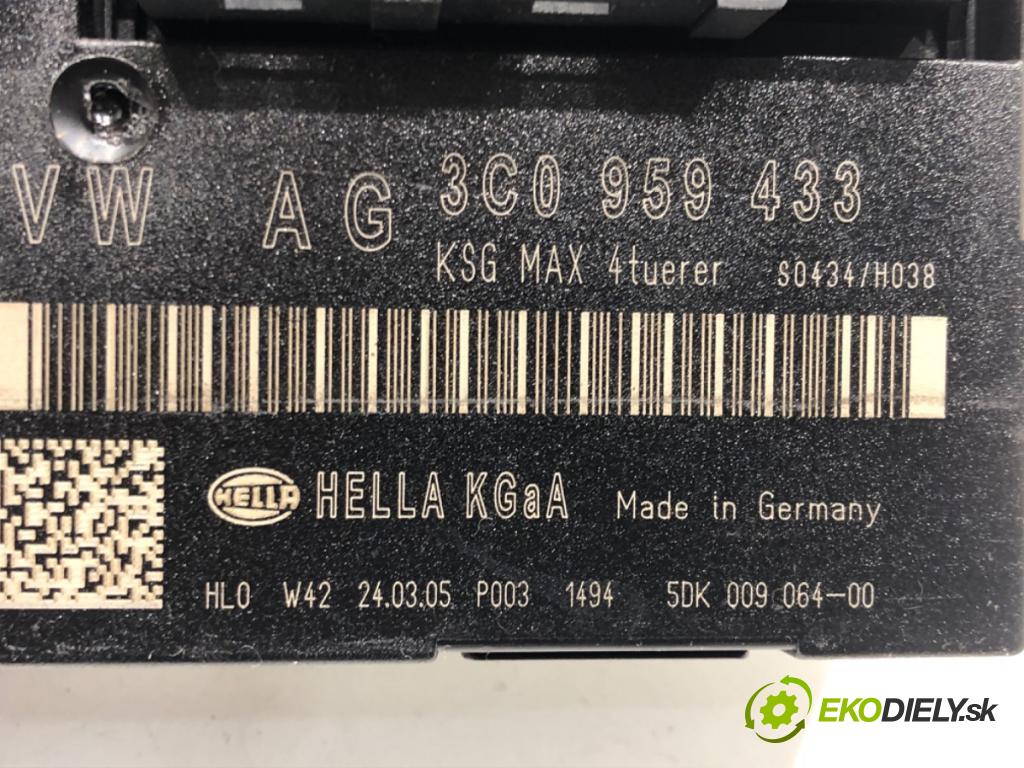 VW AG 3C0 959 433
KSG MAX 4tuerer S0434/H038
HELLA HELLA KGaA Made in Germany
HLO W42 24.03.05 P003 1494 5DK 009 064-00
EKODIELY.sk